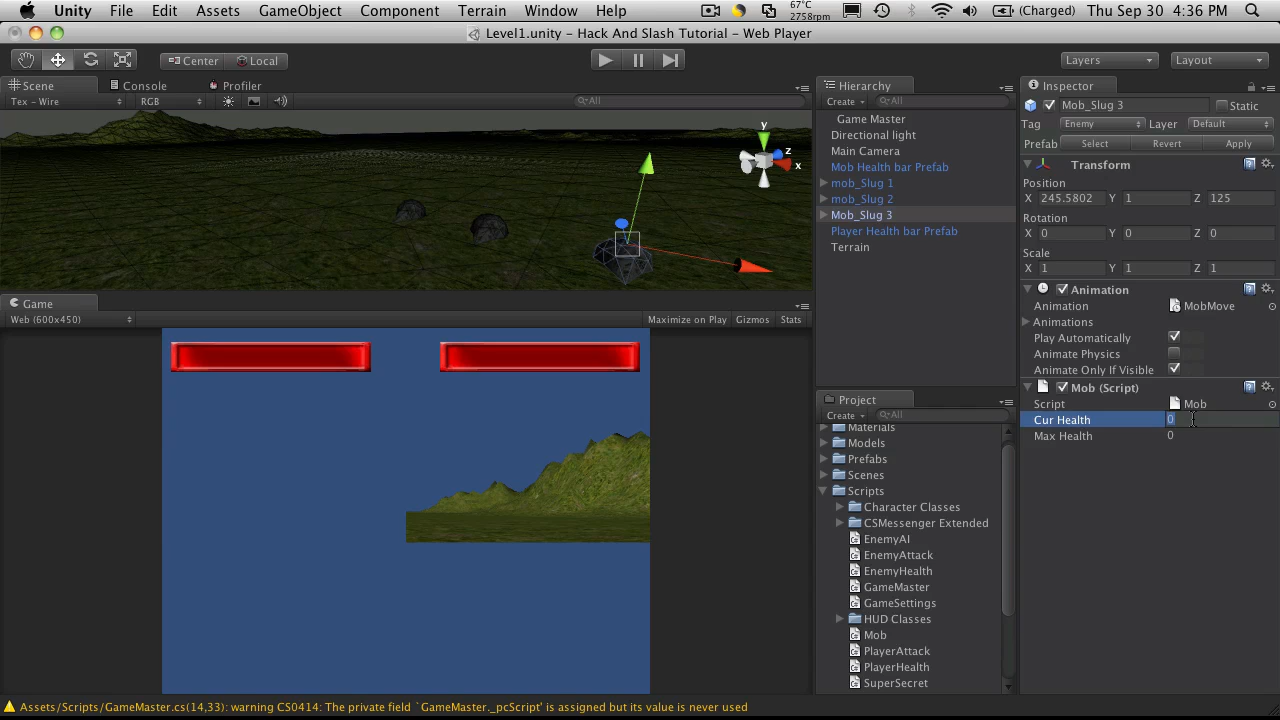 Unity File Edit Assets GameObject Component Terrain Window Help 67°C 2758rpm (Charged) Thu Sep 30 4:36 PM
Level1.unity – Hack And Slash Tutorial – Web Player
Center Local Layers Layout
Scene Console Profiler
Tex – Wire RGB All
y
z
x
Game
Web (600x450) Maximize on Play Gizmos Stats
Hierarchy
Create All
Game Master
Directional light
Main Camera
Mob Health bar Prefab
mob_Slug 1
mob_Slug 2
Mob_Slug 3
Player Health bar Prefab
Terrain
Project
Create All
Materials
Models
Prefabs
Scenes
Scripts
Character Classes
CSMessenger Extended
EnemyAI
EnemyAttack
EnemyHealth
GameMaster
GameSettings
HUD Classes
Mob
PlayerAttack
PlayerHealth
SuperSecret
Inspector
Mob_Slug 3 Static
Tag Enemy Layer Default
Prefab Select Revert Apply
Transform
Position
X 245.5802 Y 1 Z 125
Rotation
X 0 Y 0 Z 0
Scale
X 1 Y 1 Z 1
Animation
Animation MobMove
Animations
Play Automatically
Animate Physics
Animate Only If Visible
Mob (Script)
Script Mob
Cur Health 0
Max Health 0
Assets/Scripts/GameMaster.cs(14,33): warning CS0414: The private field `GameMaster._pcScript' is assigned but its value is never used